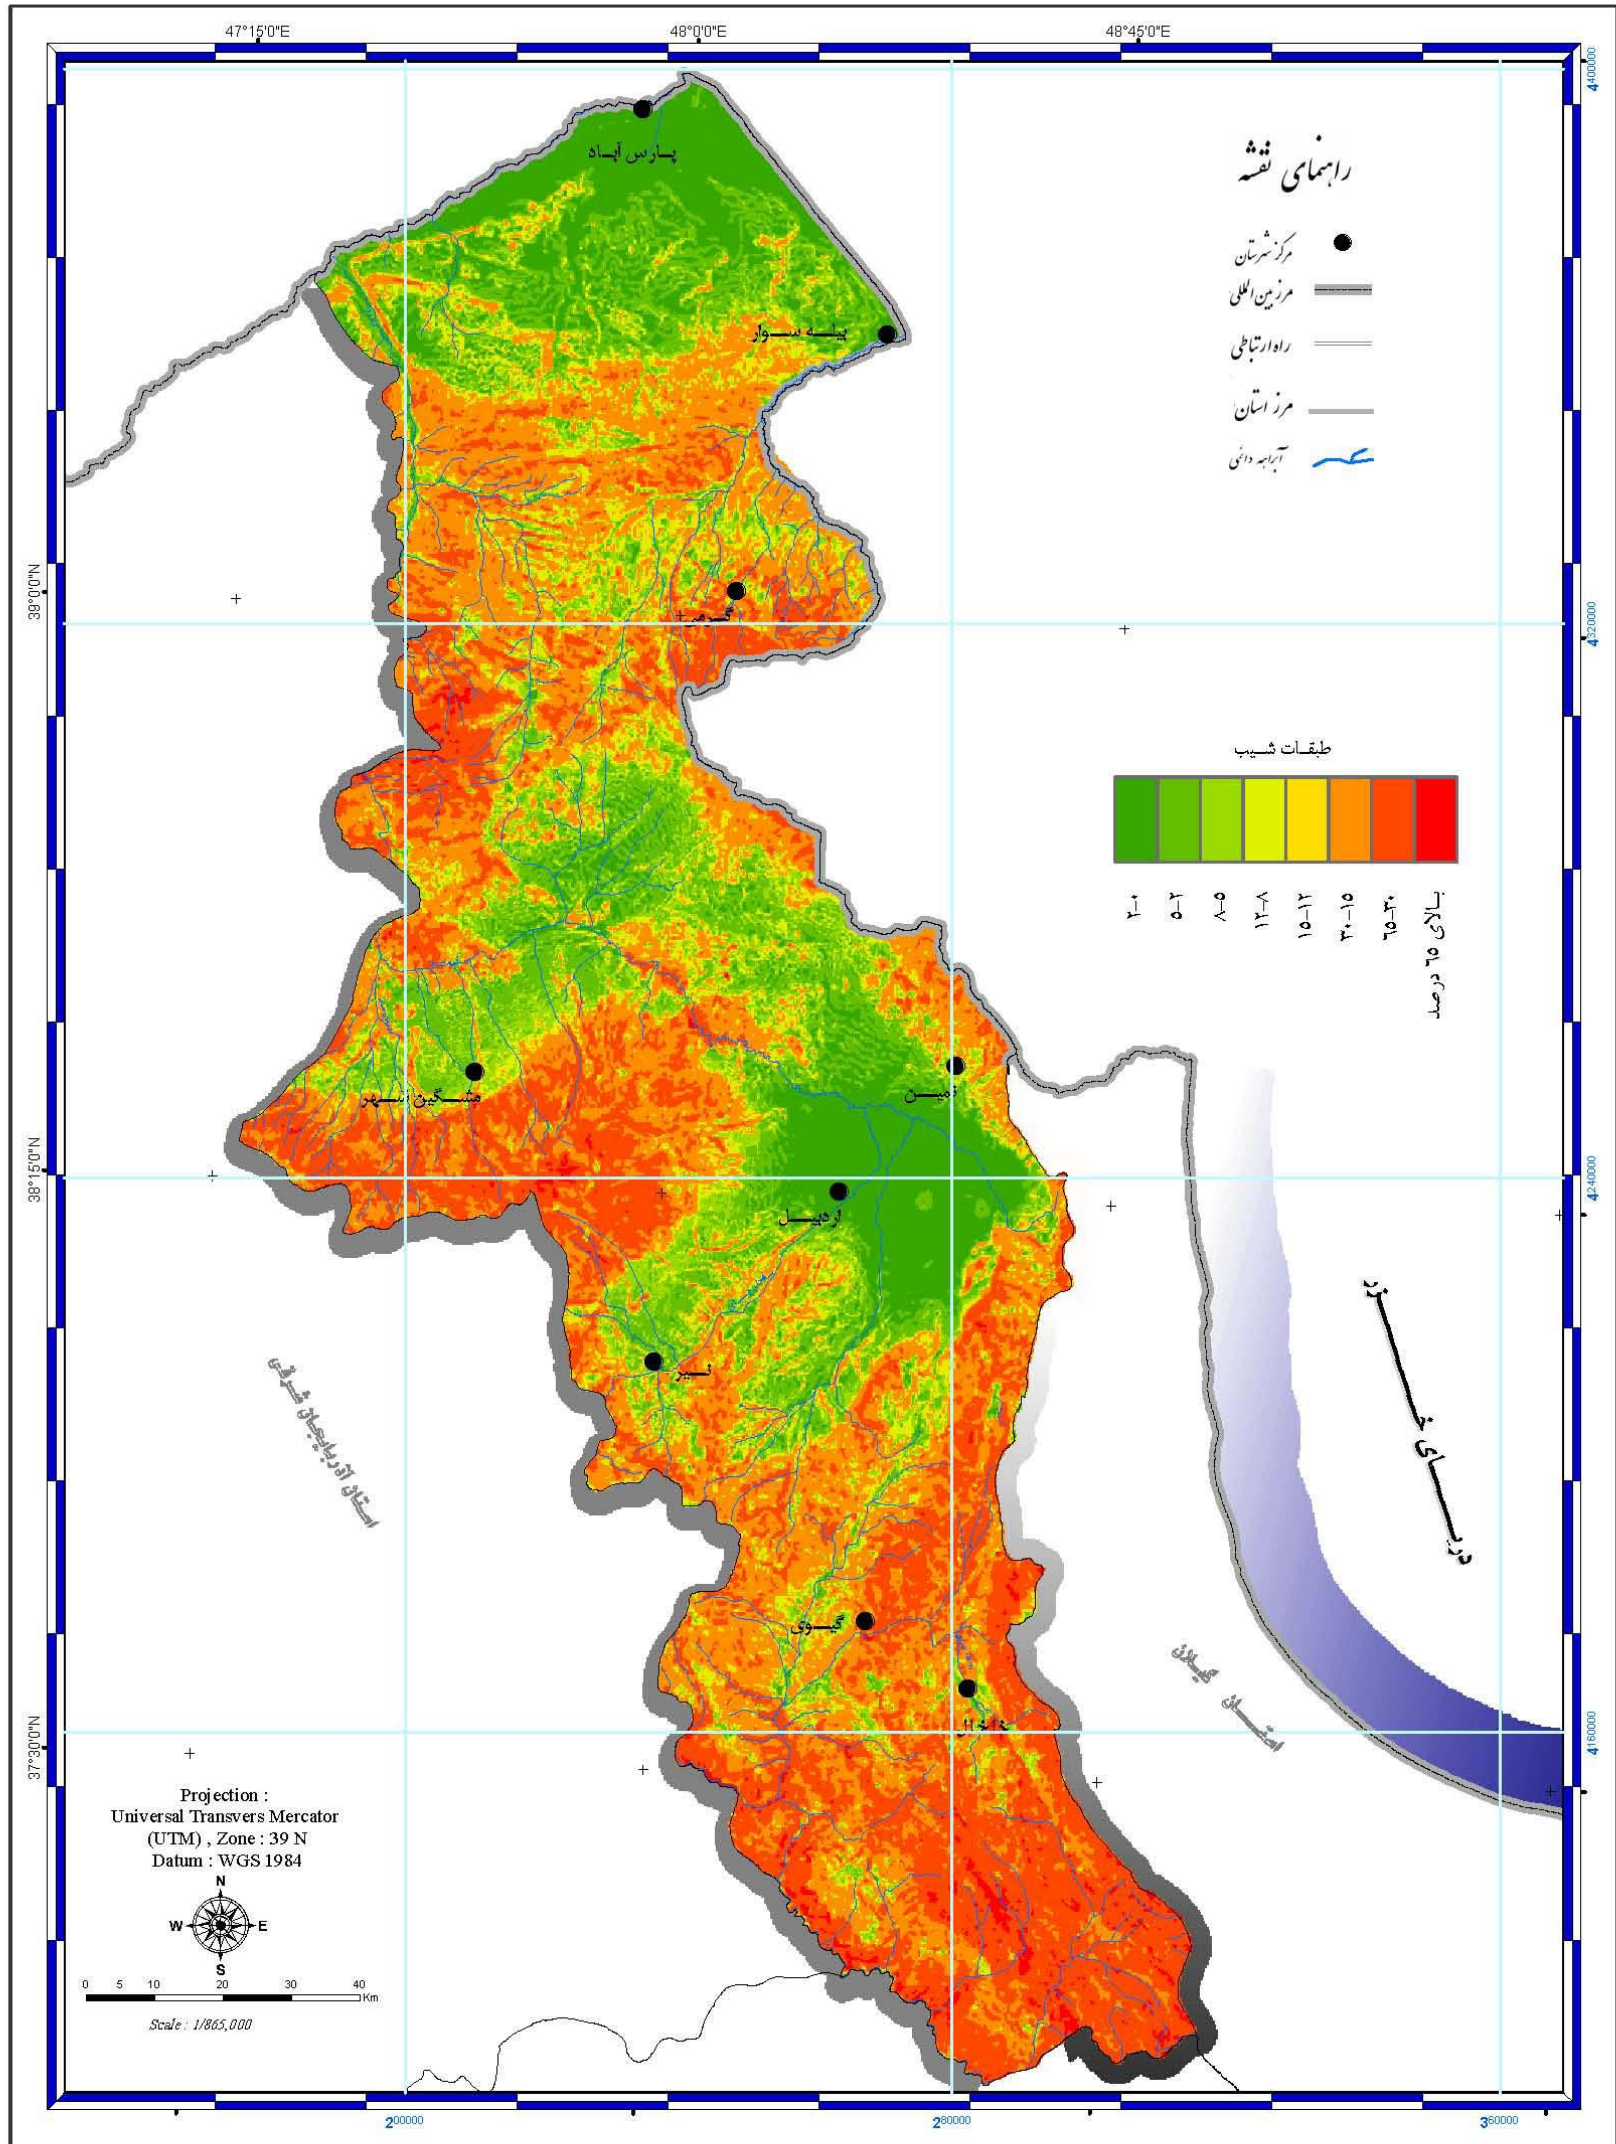 47°15'0"E
48°0'0"E
48°45'0"E
4400000
راهنمای نقشه
مرکز شهرستان
مرز بین‌المللی
راه ارتباطی
مرز استان
آبراهه دائمی
پارس آباد
بیله سوار
39°0'0"N
گرمی
4320000
طبقات شیب
۲-۰
۵-۲
۸-۵
۱۲-۸
۱۵-۱۲
۳۰-۱۵
۶۵-۳۰
بالای ۶۵ درصد
نمین
مشگین شهر
38°15'0"N
4240000
اردبیل
دریای خزر
نیر
استان آذربایجان شرقی
گیوی
استان گیلان
خلخال
37°30'0"N
4160000
Projection :
Universal Transvers Mercator
(UTM) , Zone : 39 N
Datum : WGS 1984
N
W E
S
0 5 10 20 30 40
Km
Scale : 1/865,000
200000
280000
360000